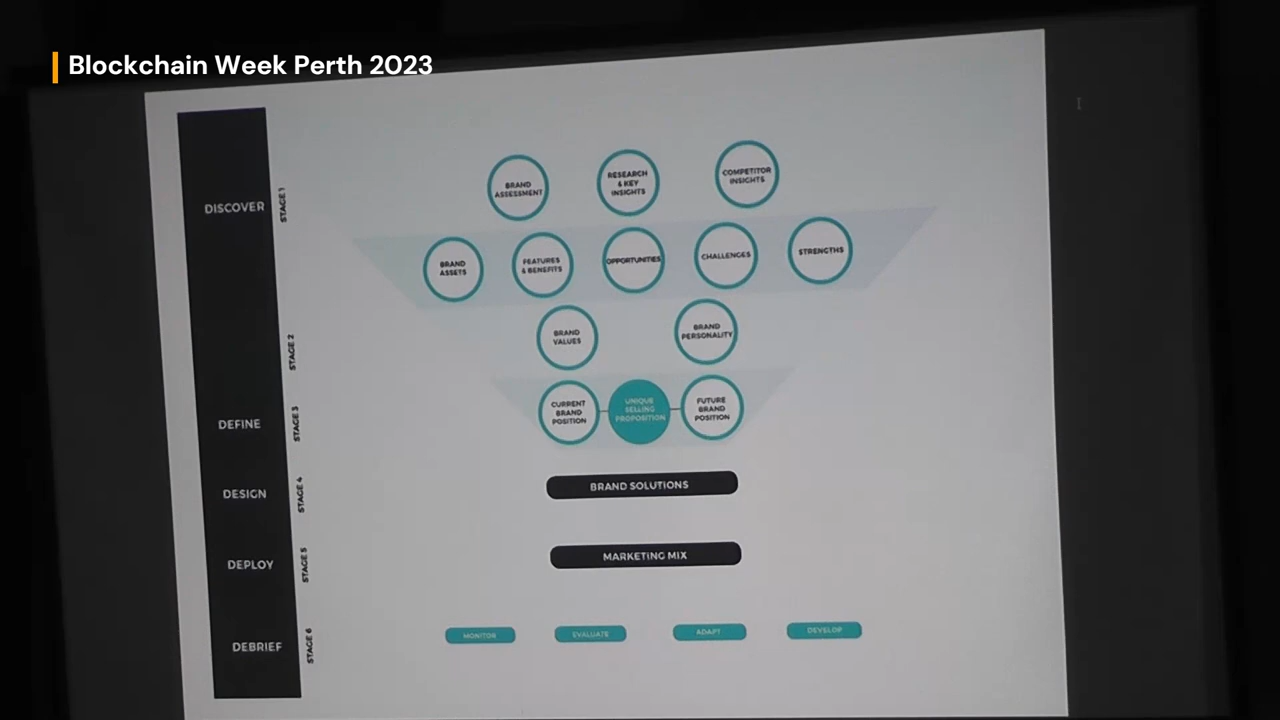 Blockchain Week Perth 2023
DISCOVER
STAGE 1
BRAND
ASSESSMENT
RESEARCH
& KEY
INSIGHTS
COMPETITOR
INSIGHTS
BRAND
ASSETS
FEATURES
& BENEFITS
OPPORTUNITIES
CHALLENGES
STRENGTHS
STAGE 2
BRAND
VALUES
BRAND
PERSONALITY
DEFINE
STAGE 3
CURRENT
BRAND
POSITION
UNIQUE
SELLING
PROPOSITION
FUTURE
BRAND
POSITION
DESIGN
STAGE 4
BRAND SOLUTIONS
DEPLOY
STAGE 5
MARKETING MIX
DEBRIEF
STAGE 6
MONITOR
EVALUATE
ADAPT
DEVELOP